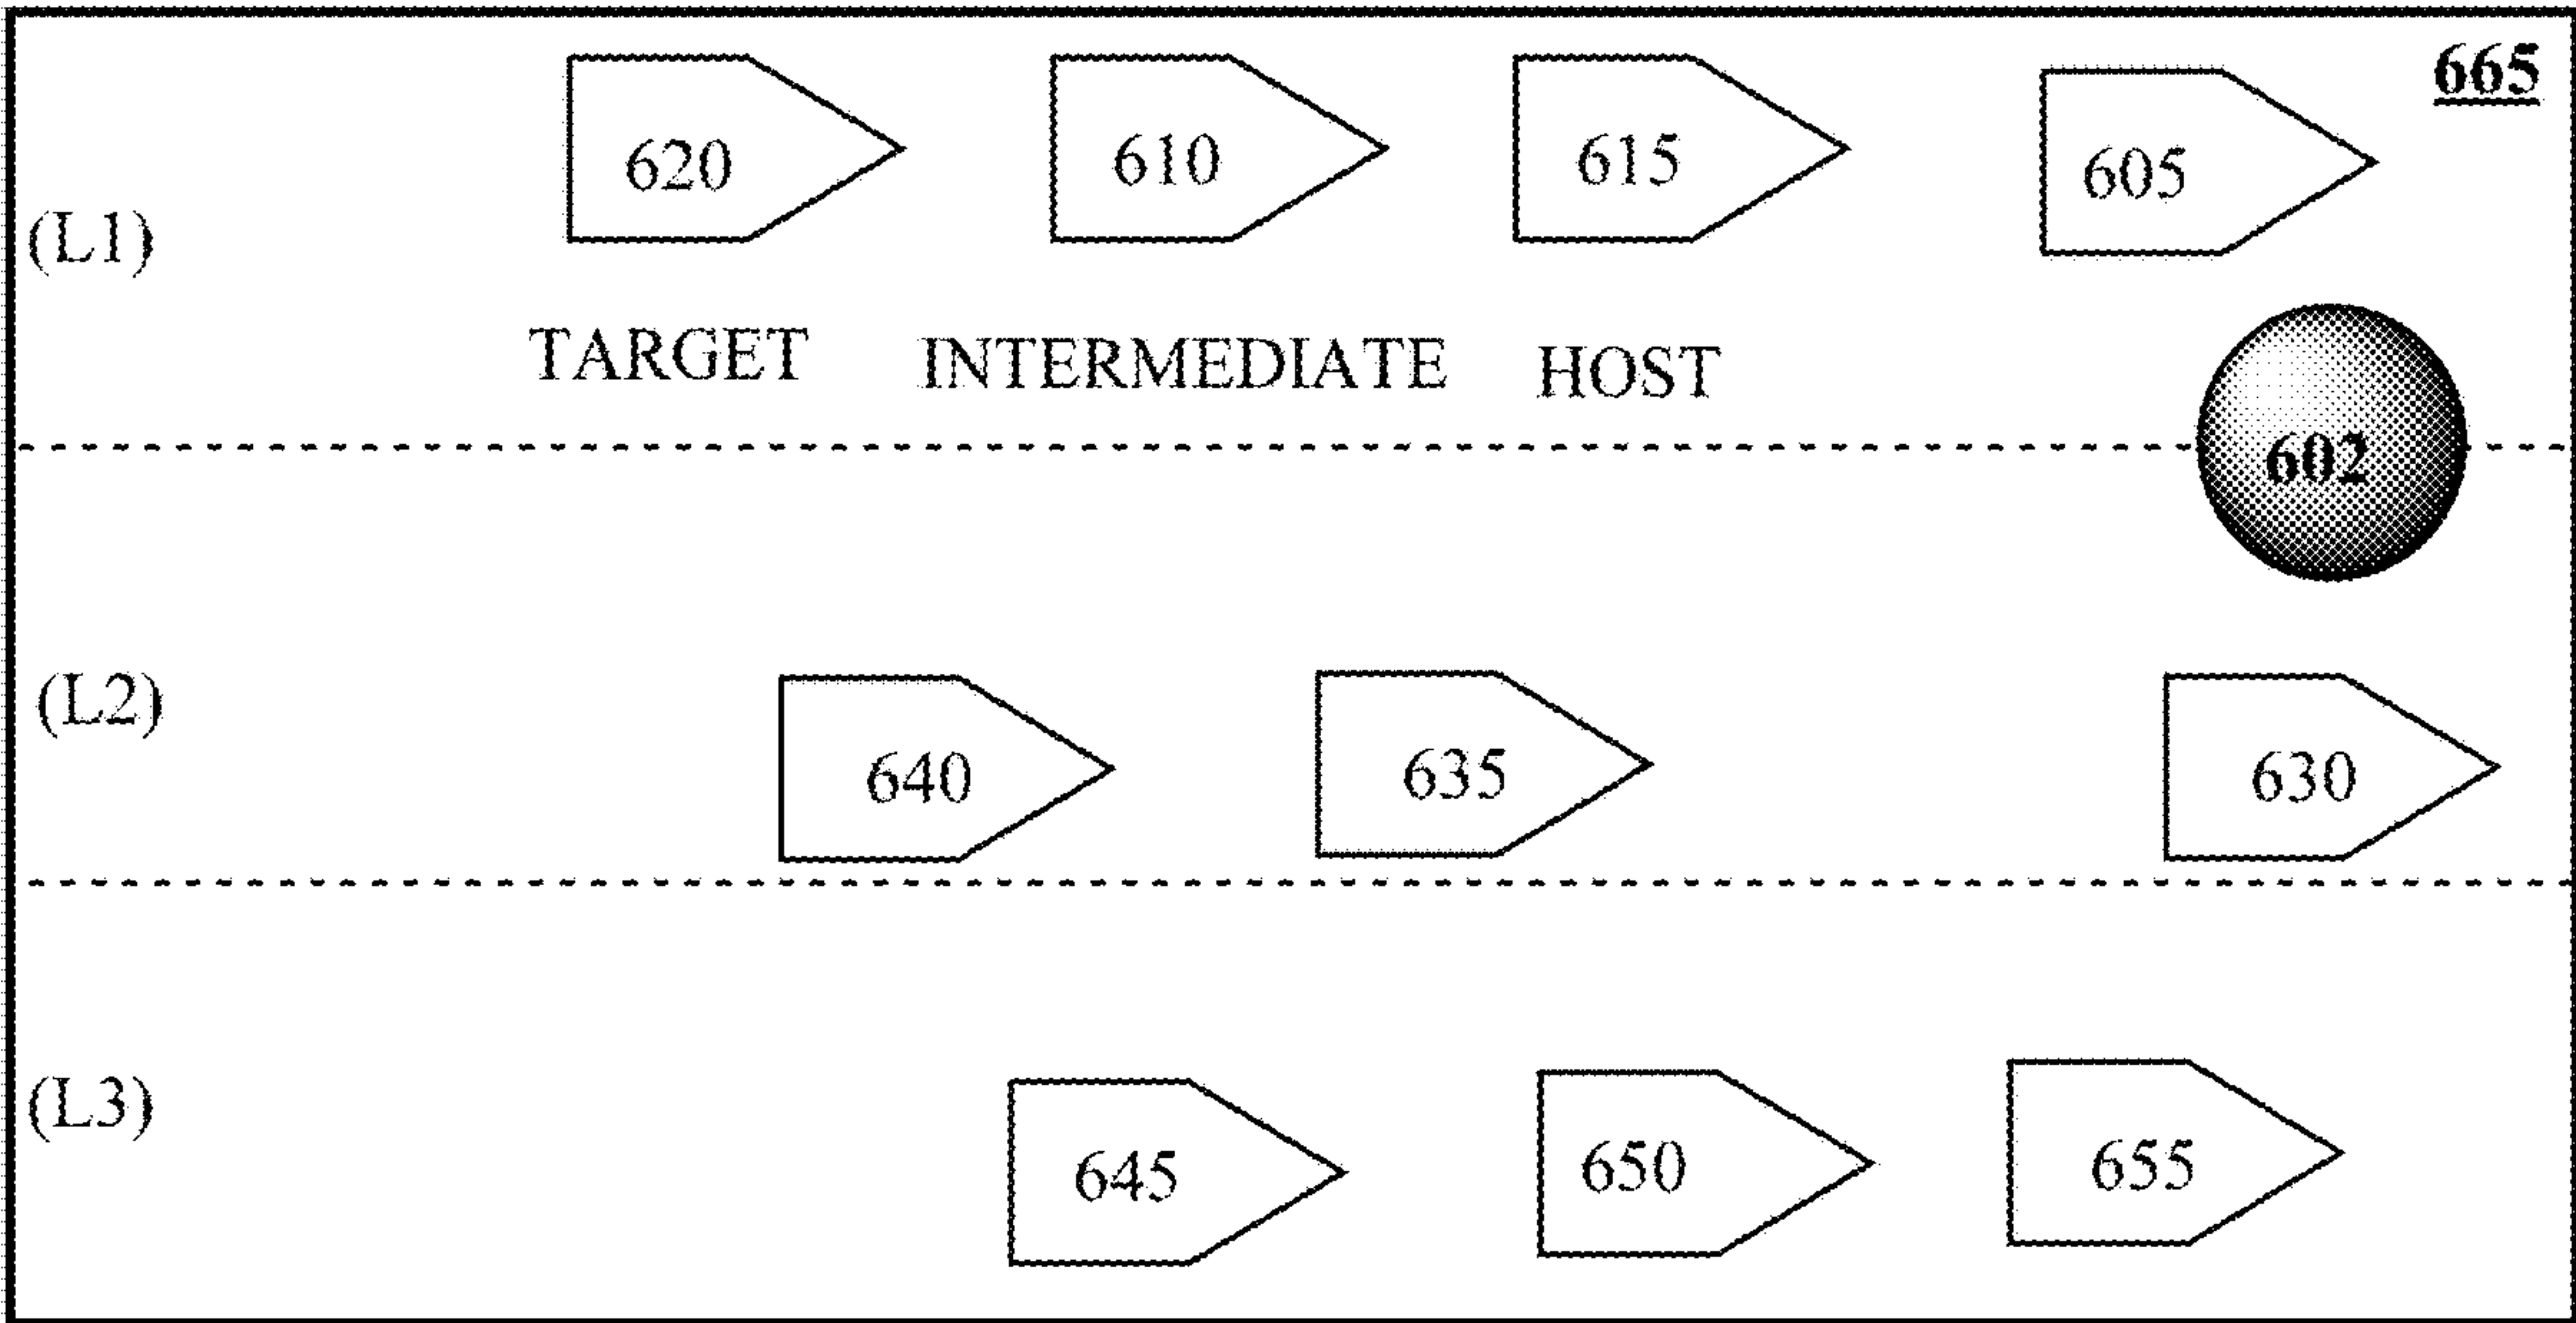 665
620 610 615 605
(L1)
TARGET INTERMEDIATE HOST
602
(L2)
640 635 630
(L3)
645 650 655